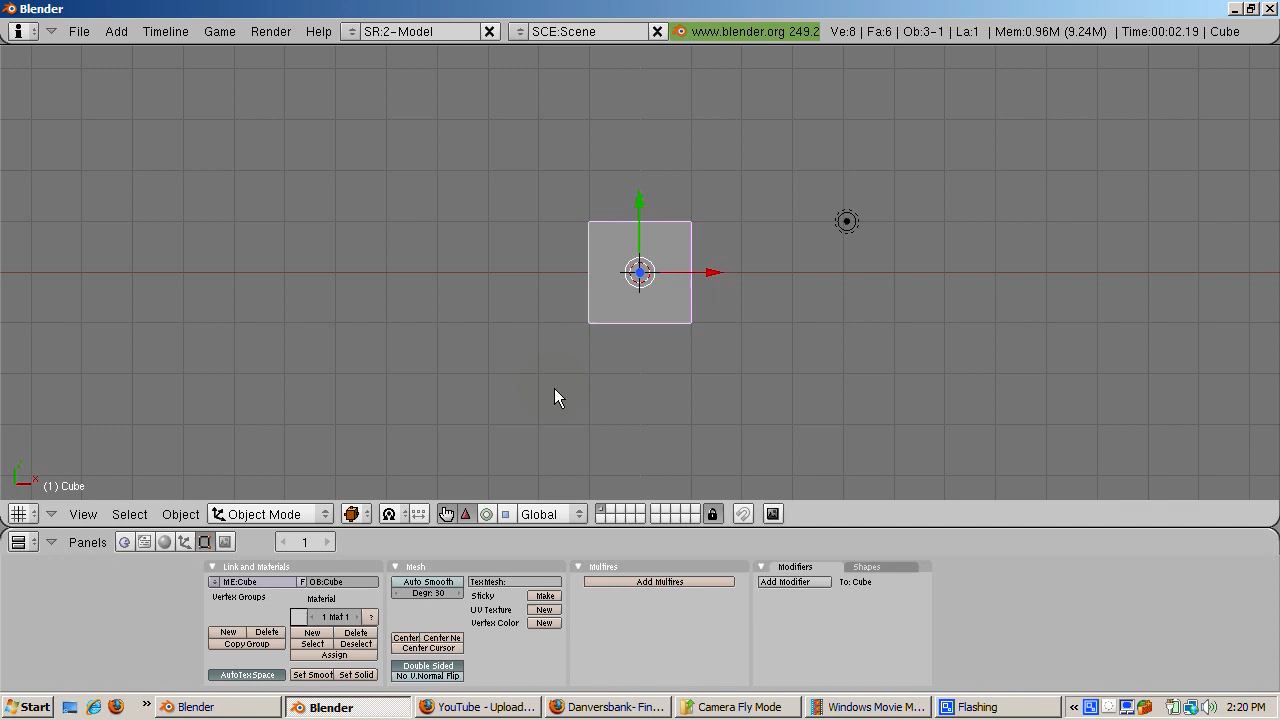 Blender
File Add Timeline Game Render Help SR:2-Model SCE:Scene www.blender.org 249.2 Ve:8 | Fa:6 | Ob:3-1 | La:1 | Mem:0.96M (9.24M) | Time:00:02.19 | Cube
(1) Cube
View Select Object Object Mode Global
Panels 1
Link and Materials Mesh Multires Modifiers Shapes
ME:Cube F OB:Cube Auto Smooth TexMesh: Add Multires Add Modifier To: Cube
Vertex Groups Material Degr: 30 Sticky Make
1 Mat 1 ? UV Texture New
New Delete New Delete Vertex Color New
Copy Group Select Deselect Center Center Ne
Assign Center Cursor
AutoTexSpace Set Smoot Set Solid Double Sided
No V.Normal Flip
Start Blender Blender YouTube - Upload... Danversbank- Fin... Camera Fly Mode Windows Movie M... Flashing 2:20 PM